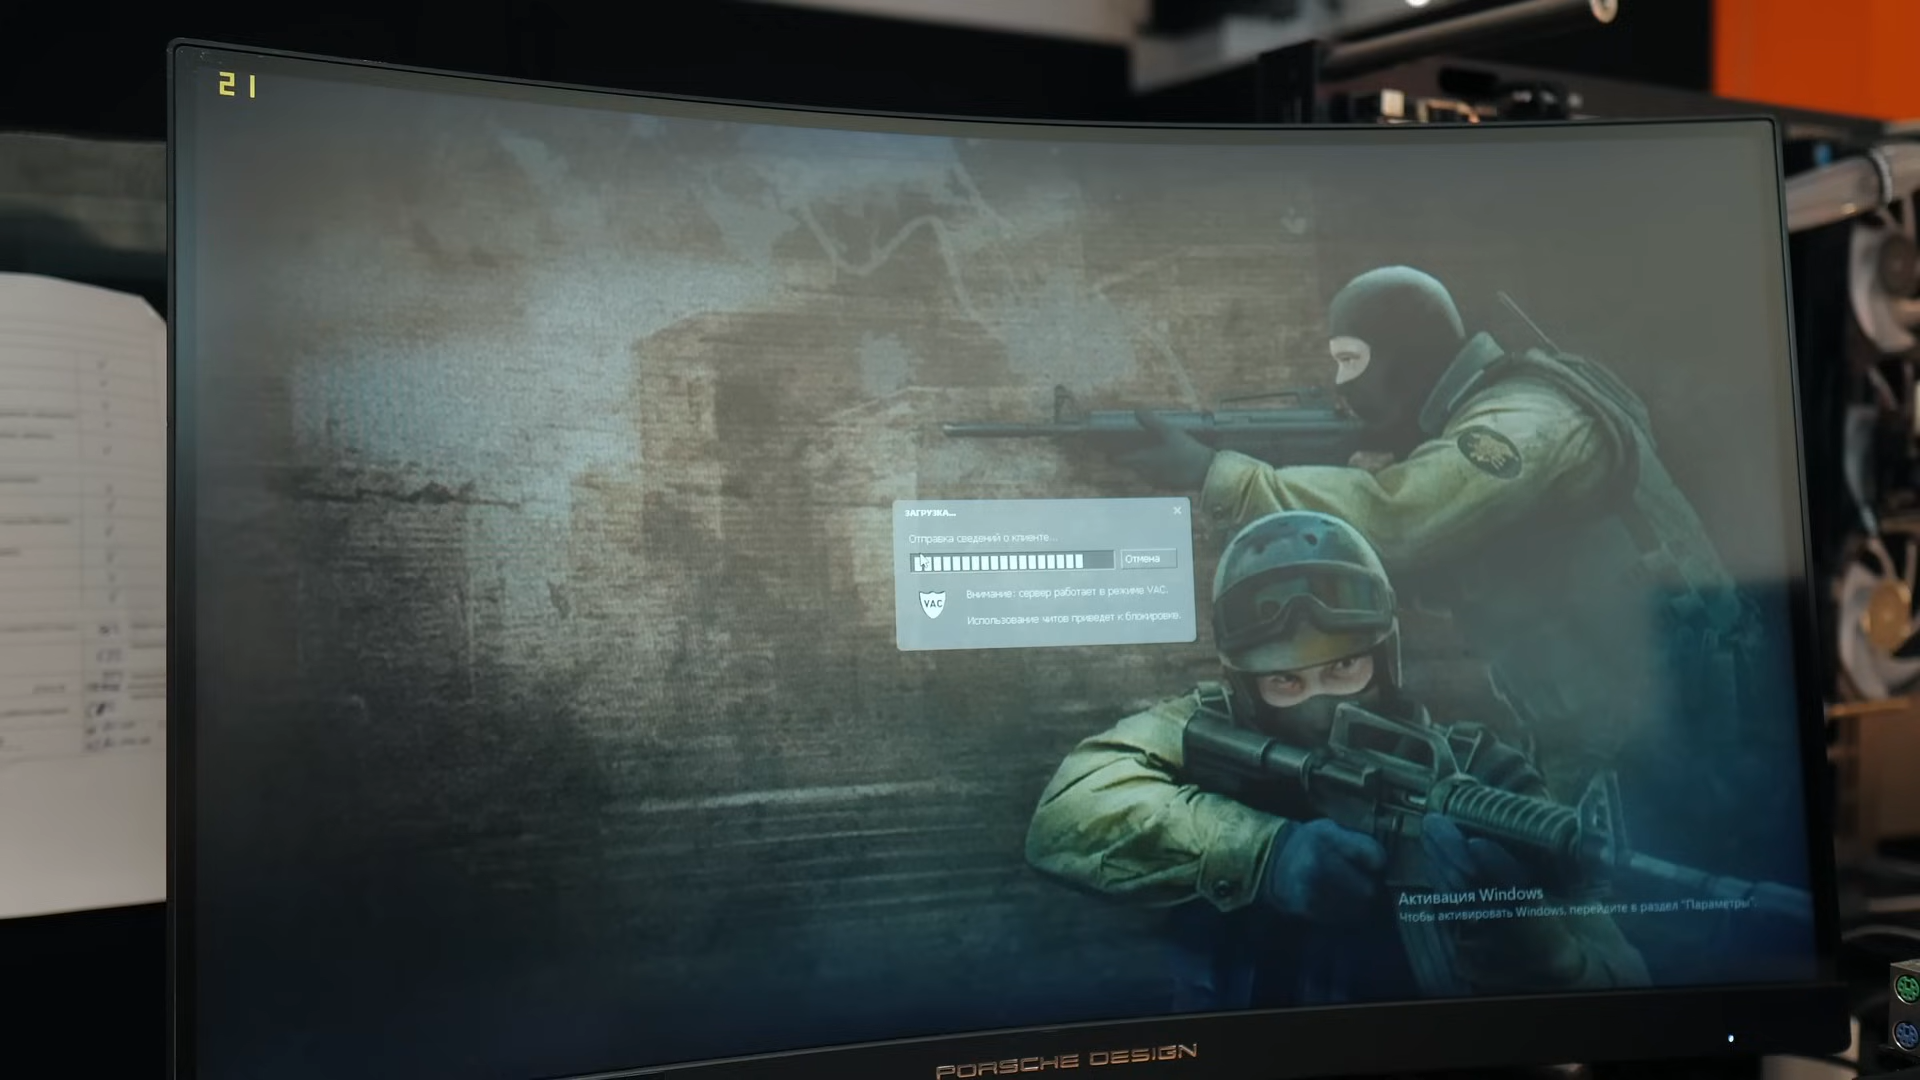 21
ЗАГРУЗКА...
Отправка сведений о клиенте...
Отмена
VAC
Внимание: сервер работает в режиме VAC.
Использование читов приведет к блокировке.
Активация Windows
Чтобы активировать Windows, перейдите в раздел "Параметры".
PORSCHE DESIGN